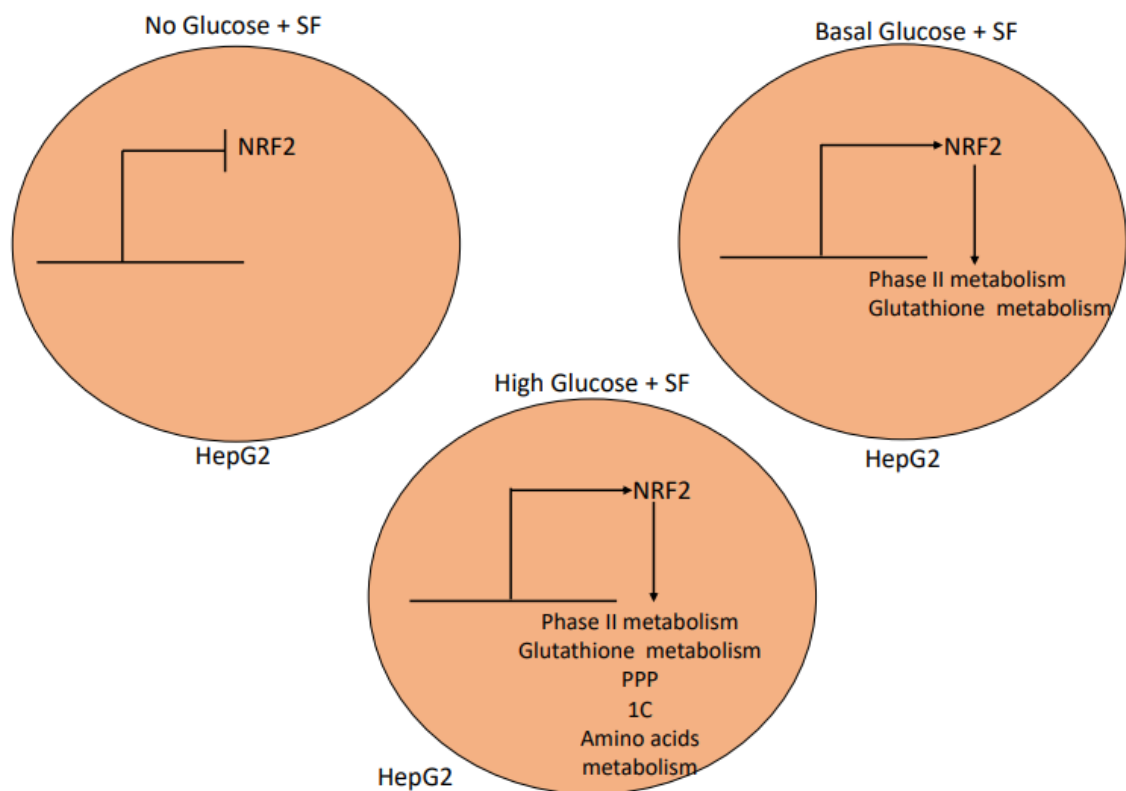 No Glucose + SF
NRF2
HepG2
Basal Glucose + SF
NRF2
Phase II metabolism
Glutathione metabolism
HepG2
High Glucose + SF
NRF2
Phase II metabolism
Glutathione metabolism
PPP
1C
Amino acids
metabolism
HepG2